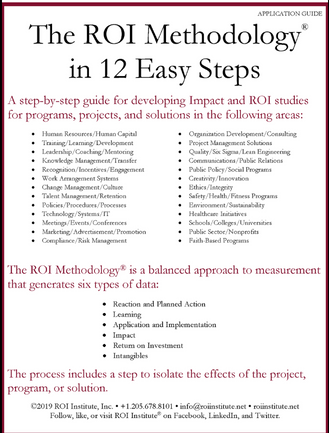 APPLICATION GUIDE
The ROI Methodology®
in 12 Easy Steps
A step-by-step guide for developing Impact and ROI studies
for programs, projects, and solutions in the following areas:
• Human Resources/Human Capital
• Training/Learning/Development
• Leadership/Coaching/Mentoring
• Knowledge Management/Transfer
• Recognition/Incentives/Engagement
• Work Arrangement Systems
• Change Management/Culture
• Talent Management/Retention
• Policies/Procedures/Processes
• Technology/Systems/IT
• Meetings/Events/Conferences
• Marketing/Advertisement/Promotion
• Compliance/Risk Management
• Organization Development/Consulting
• Project Management Solutions
• Quality/Six Sigma/Lean Engineering
• Communications/Public Relations
• Public Policy/Social Programs
• Creativity/Innovation
• Ethics/Integrity
• Safety/Health/Fitness Programs
• Environment/Sustainability
• Healthcare Initiatives
• Schools/Colleges/Universities
• Public Sector/Nonprofits
• Faith-Based Programs
The ROI Methodology® is a balanced approach to measurement
that generates six types of data:
• Reaction and Planned Action
• Learning
• Application and Implementation
• Impact
• Return on Investment
• Intangibles
The process includes a step to isolate the effects of the project,
program, or solution.
©2019 ROI Institute, Inc. • +1.205.678.8101 • info@roiinstitute.net • roiinstitute.net
Follow, like, or visit ROI Institute® on Facebook, LinkedIn, and Twitter.